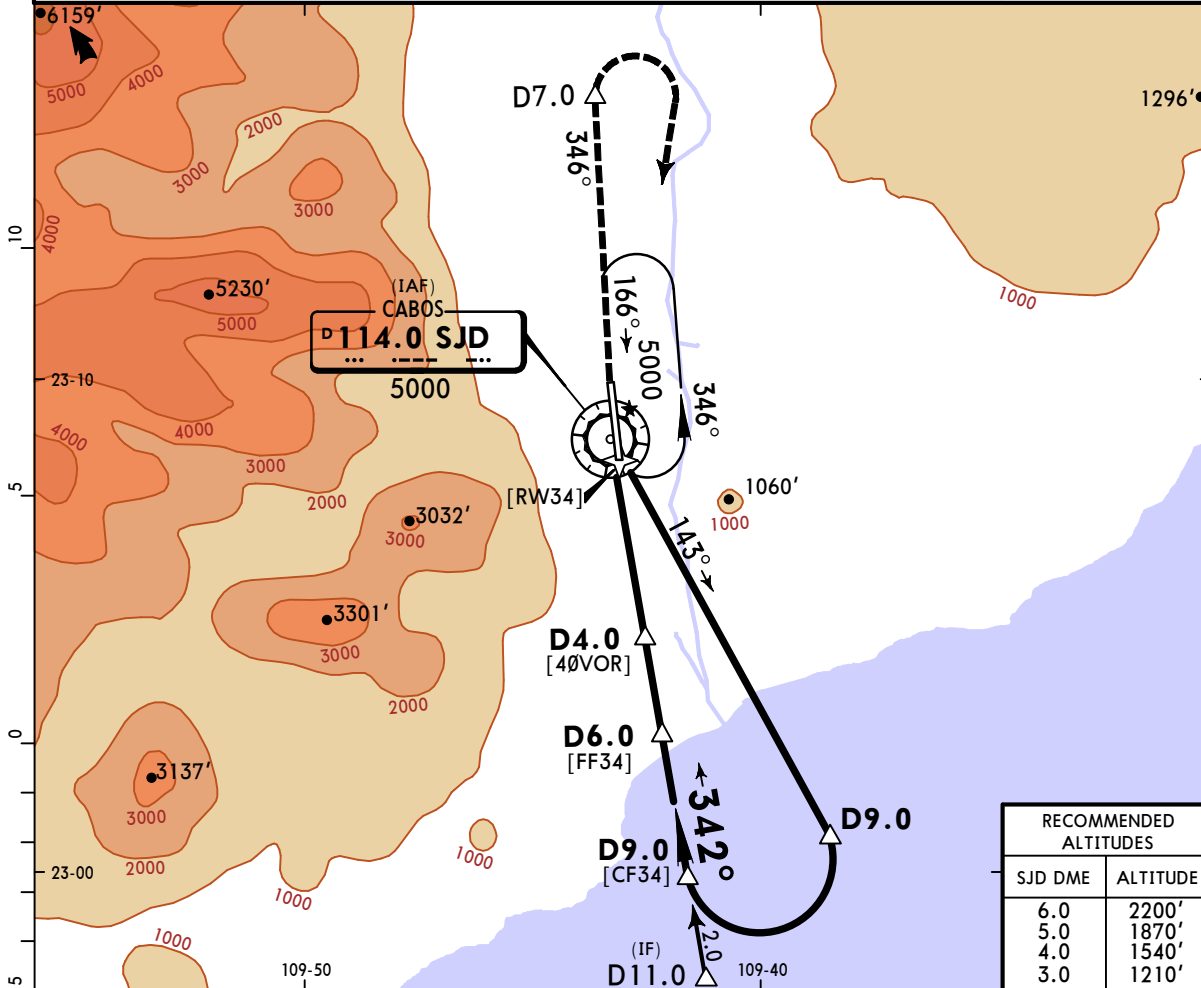 6159'
5000
4000
2000
3000
3000
4000
D7.0
346°
1296'
1000
10
5230'
5000
(IAF)
CABOS
D 114.0 SJD
5000
166°
5000
346°
23-10
4000
4000
3000
2000
5
[RW34]
1060'
1000
3032'
3000
143°
3301'
3000
2000
D4.0
[40VOR]
D6.0
[FF34]
0
3137'
3000
2000
342°
D9.0
D9.0
[CF34]
1000
23-00
1000
1000
2.0
(IF)
D11.0
109-50
109-40
5
RECOMMENDED
ALTITUDES
SJD DME ALTITUDE
6.0 2200'
5.0 1870'
4.0 1540'
3.0 1210'